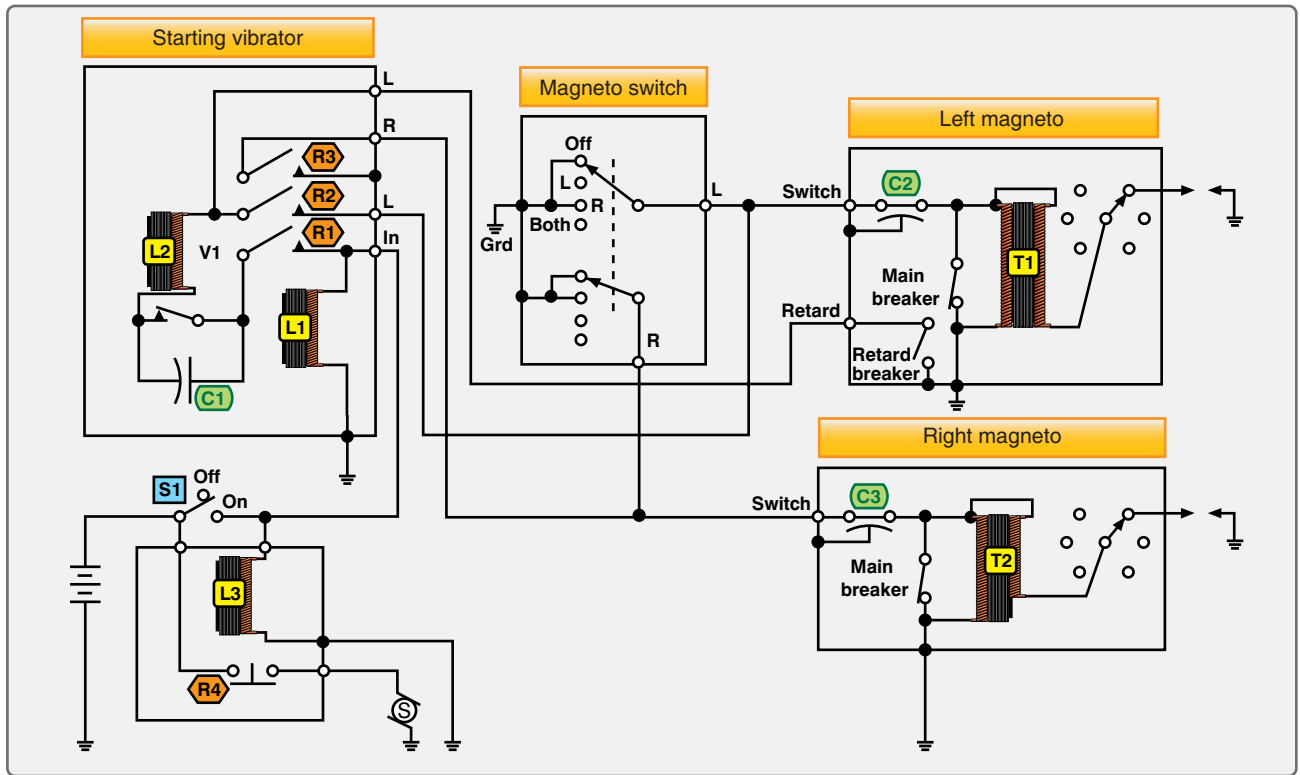 Starting vibrator
L
R
R3
R2
L
R1
In
L2
V1
L1
C1
Magneto switch
Off
L
R
Both
Grd
L
R
Left magneto
Switch
C2
T1
Main
breaker
Retard
Retard
breaker
Right magneto
Switch
C3
T2
Main
breaker
S1
Off
On
L3
R4
S